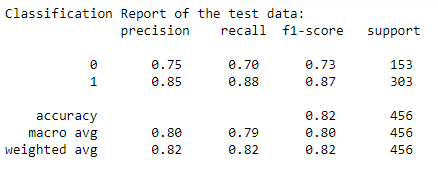 Classification Report of the test data:
precision recall f1-score support
0 0.75 0.70 0.73 153
1 0.85 0.88 0.87 303
accuracy 0.82 456
macro avg 0.80 0.79 0.80 456
weighted avg 0.82 0.82 0.82 456